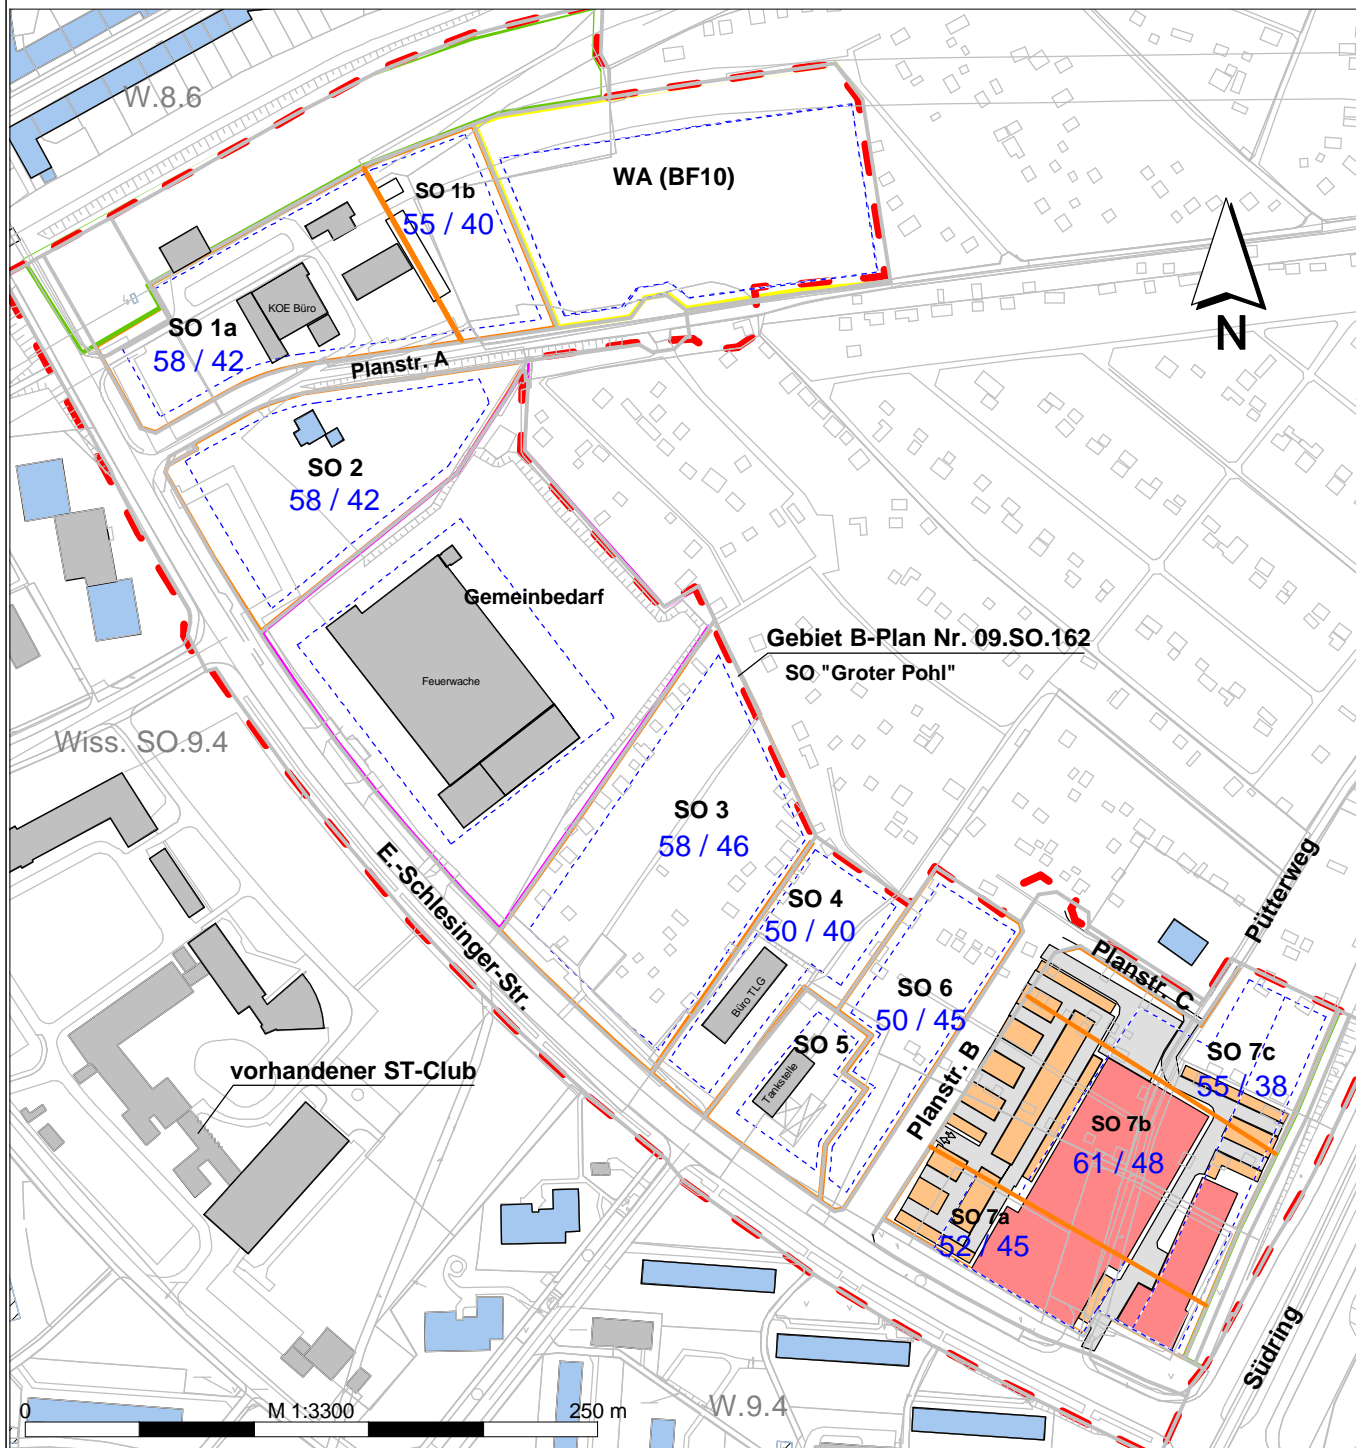 W.8.6
WA (BF10)
SO 1b
55 / 40
KOE Büro
SO 1a
58 / 42
Planstr. A
N
SO 2
58 / 42
Gemeinbedarf
Gebiet B-Plan Nr. 09.SO.162
SO "Groter Pohl"
Feuerwache
Wiss. SO.9.4
SO 3
58 / 46
E.-Schlesinger-Str.
SO 4
50 / 40
Pütterweg
Planstr. C
SO 6
50 / 45
Büro TLG
SO 5
SO 7c
55 / 38
vorhandener ST-Club
Tankstelle
Planstr. B
SO 7b
61 / 48
SO 7a
52 / 45
Südring
W.9.4
0
M 1:3300
250 m